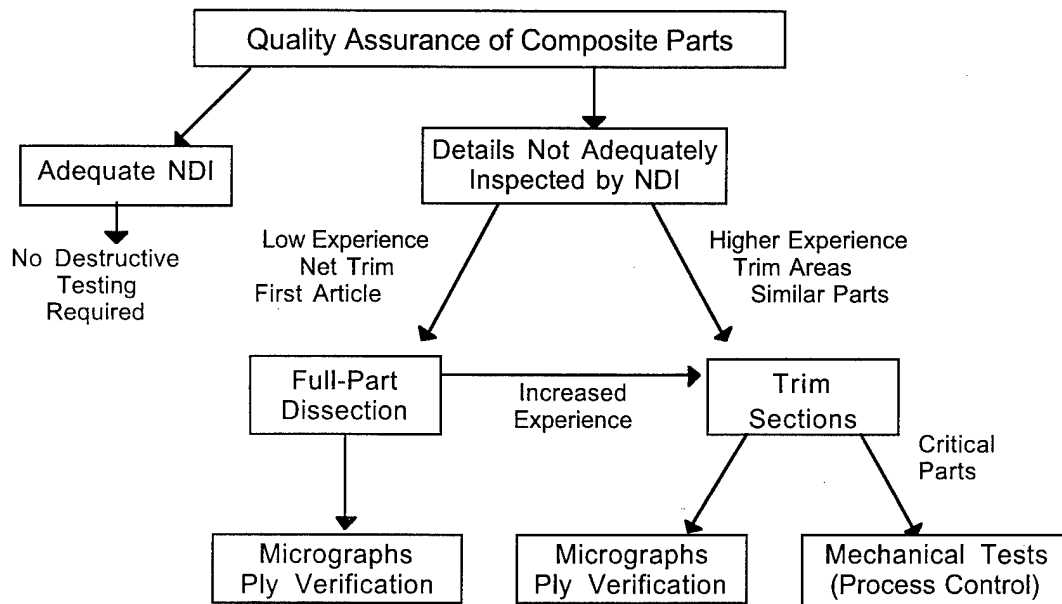 Quality Assurance of Composite Parts
Adequate NDI
Details Not Adequately
Inspected by NDI
No Destructive
Testing
Required
Low Experience
Net Trim
First Article
Higher Experience
Trim Areas
Similar Parts
Full-Part
Dissection
Increased
Experience
Trim
Sections
Critical
Parts
Micrographs
Ply Verification
Micrographs
Ply Verification
Mechanical Tests
(Process Control)